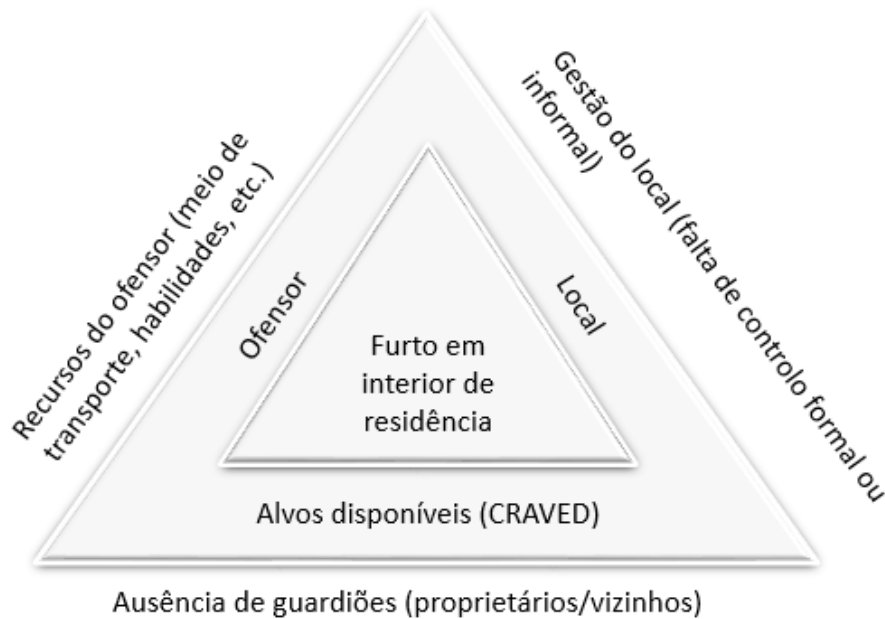 Recursos do ofensor (meio de
transporte, habilidades, etc.)
Gestão do local (falta de controlo formal ou
informal)
Ofensor
Local
Furto em
interior de
residência
Alvos disponíveis (CRAVED)
Ausência de guardiões (proprietários/vizinhos)